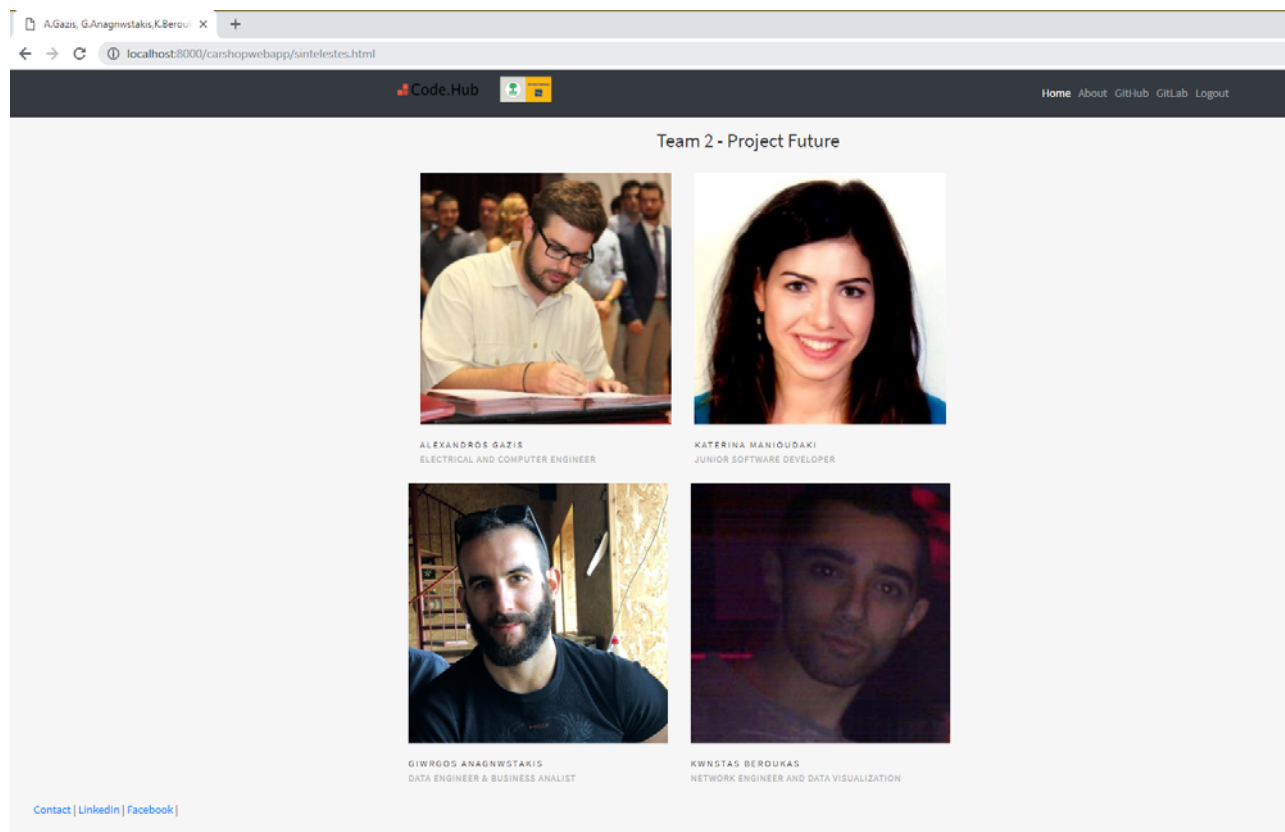 A.Gazis, G.Anagnwstakis,K.Berou
localhost:8000/carshopwebapp/sintelestes.html
Code.Hub
Home About GitHub GitLab Logout
Team 2 - Project Future
ALEXANDROS GAZIS
ELECTRICAL AND COMPUTER ENGINEER
KATERINA MANIOUDAKI
JUNIOR SOFTWARE DEVELOPER
GIWRGOS ANAGNWSTAKIS
DATA ENGINEER & BUSINESS ANALIST
KWNSTAS BEROUKAS
NETWORK ENGINEER AND DATA VISUALIZATION
Contact | LinkedIn | Facebook |